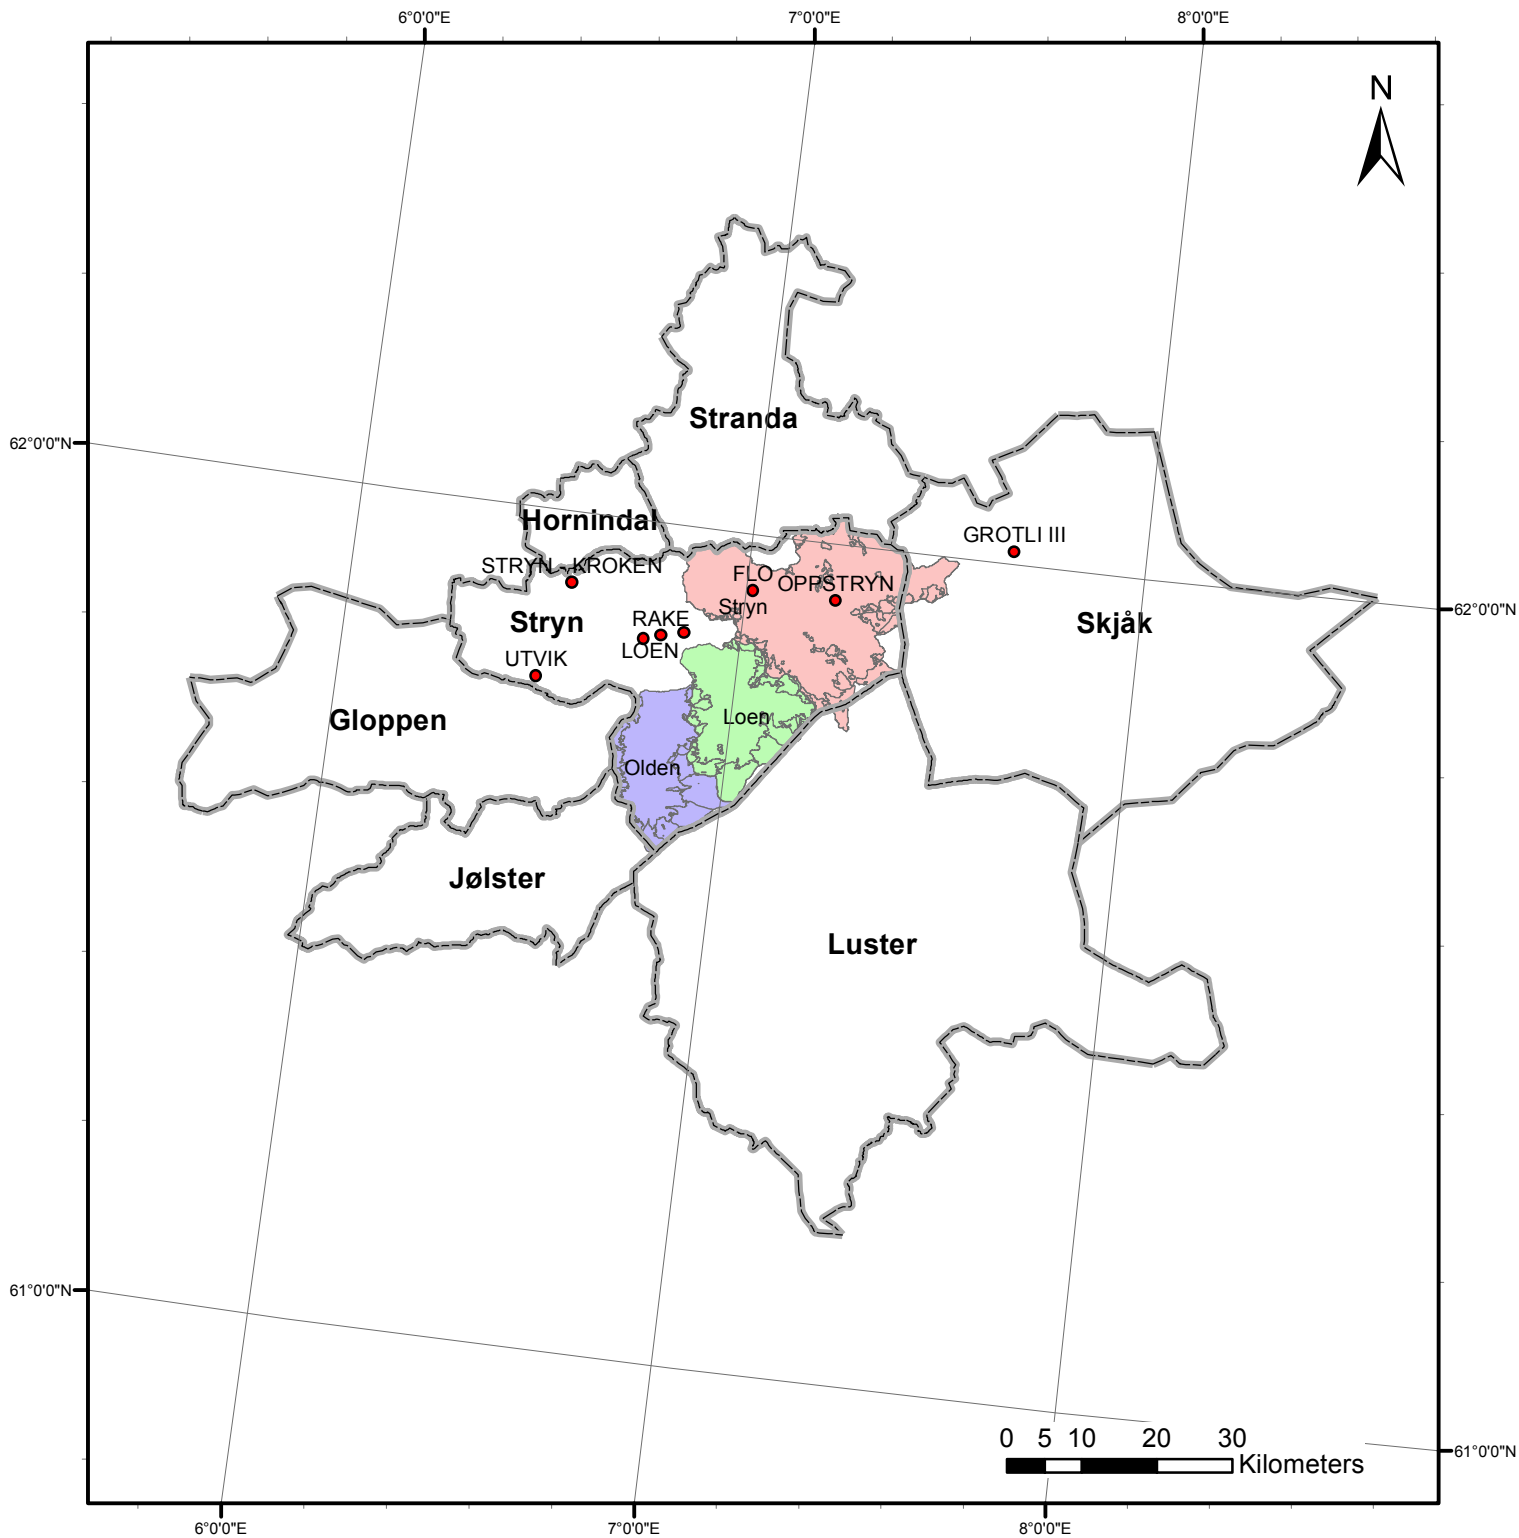 6°0'0"E
7°0'0"E
8°0'0"E
N
Stranda
62°0'0"N
Hornindal
GROTLI III
STRYN - KROKEN
FLO
OPPSTRYN
Stryn
62°0'0"N
Stryn
RAKE
Skjåk
LOEN
UTVIK
Gloppen
Loen
Olden
Jølster
Luster
61°0'0"N
0 5 10 20 30
Kilometers
61°0'0"N
6°0'0"E
7°0'0"E
8°0'0"E